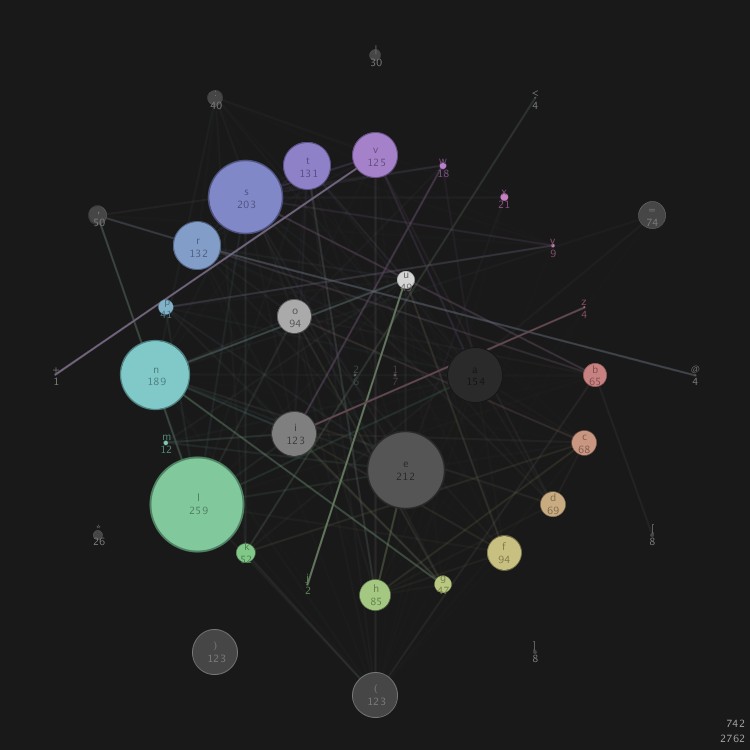 30
40
<
4
v
125
t
131
w
18
s
203
x
21
50
=
74
r
132
y
9
u
49
p
41
o
94
z
4
+
1
n
189
2
6
1
7
a
154
b
65
@
4
i
123
m
12
c
68
e
212
l
259
d
69
26
[
8
k
52
f
94
j
2
h
85
g
47
)
123
]
8
(
123
742
2762